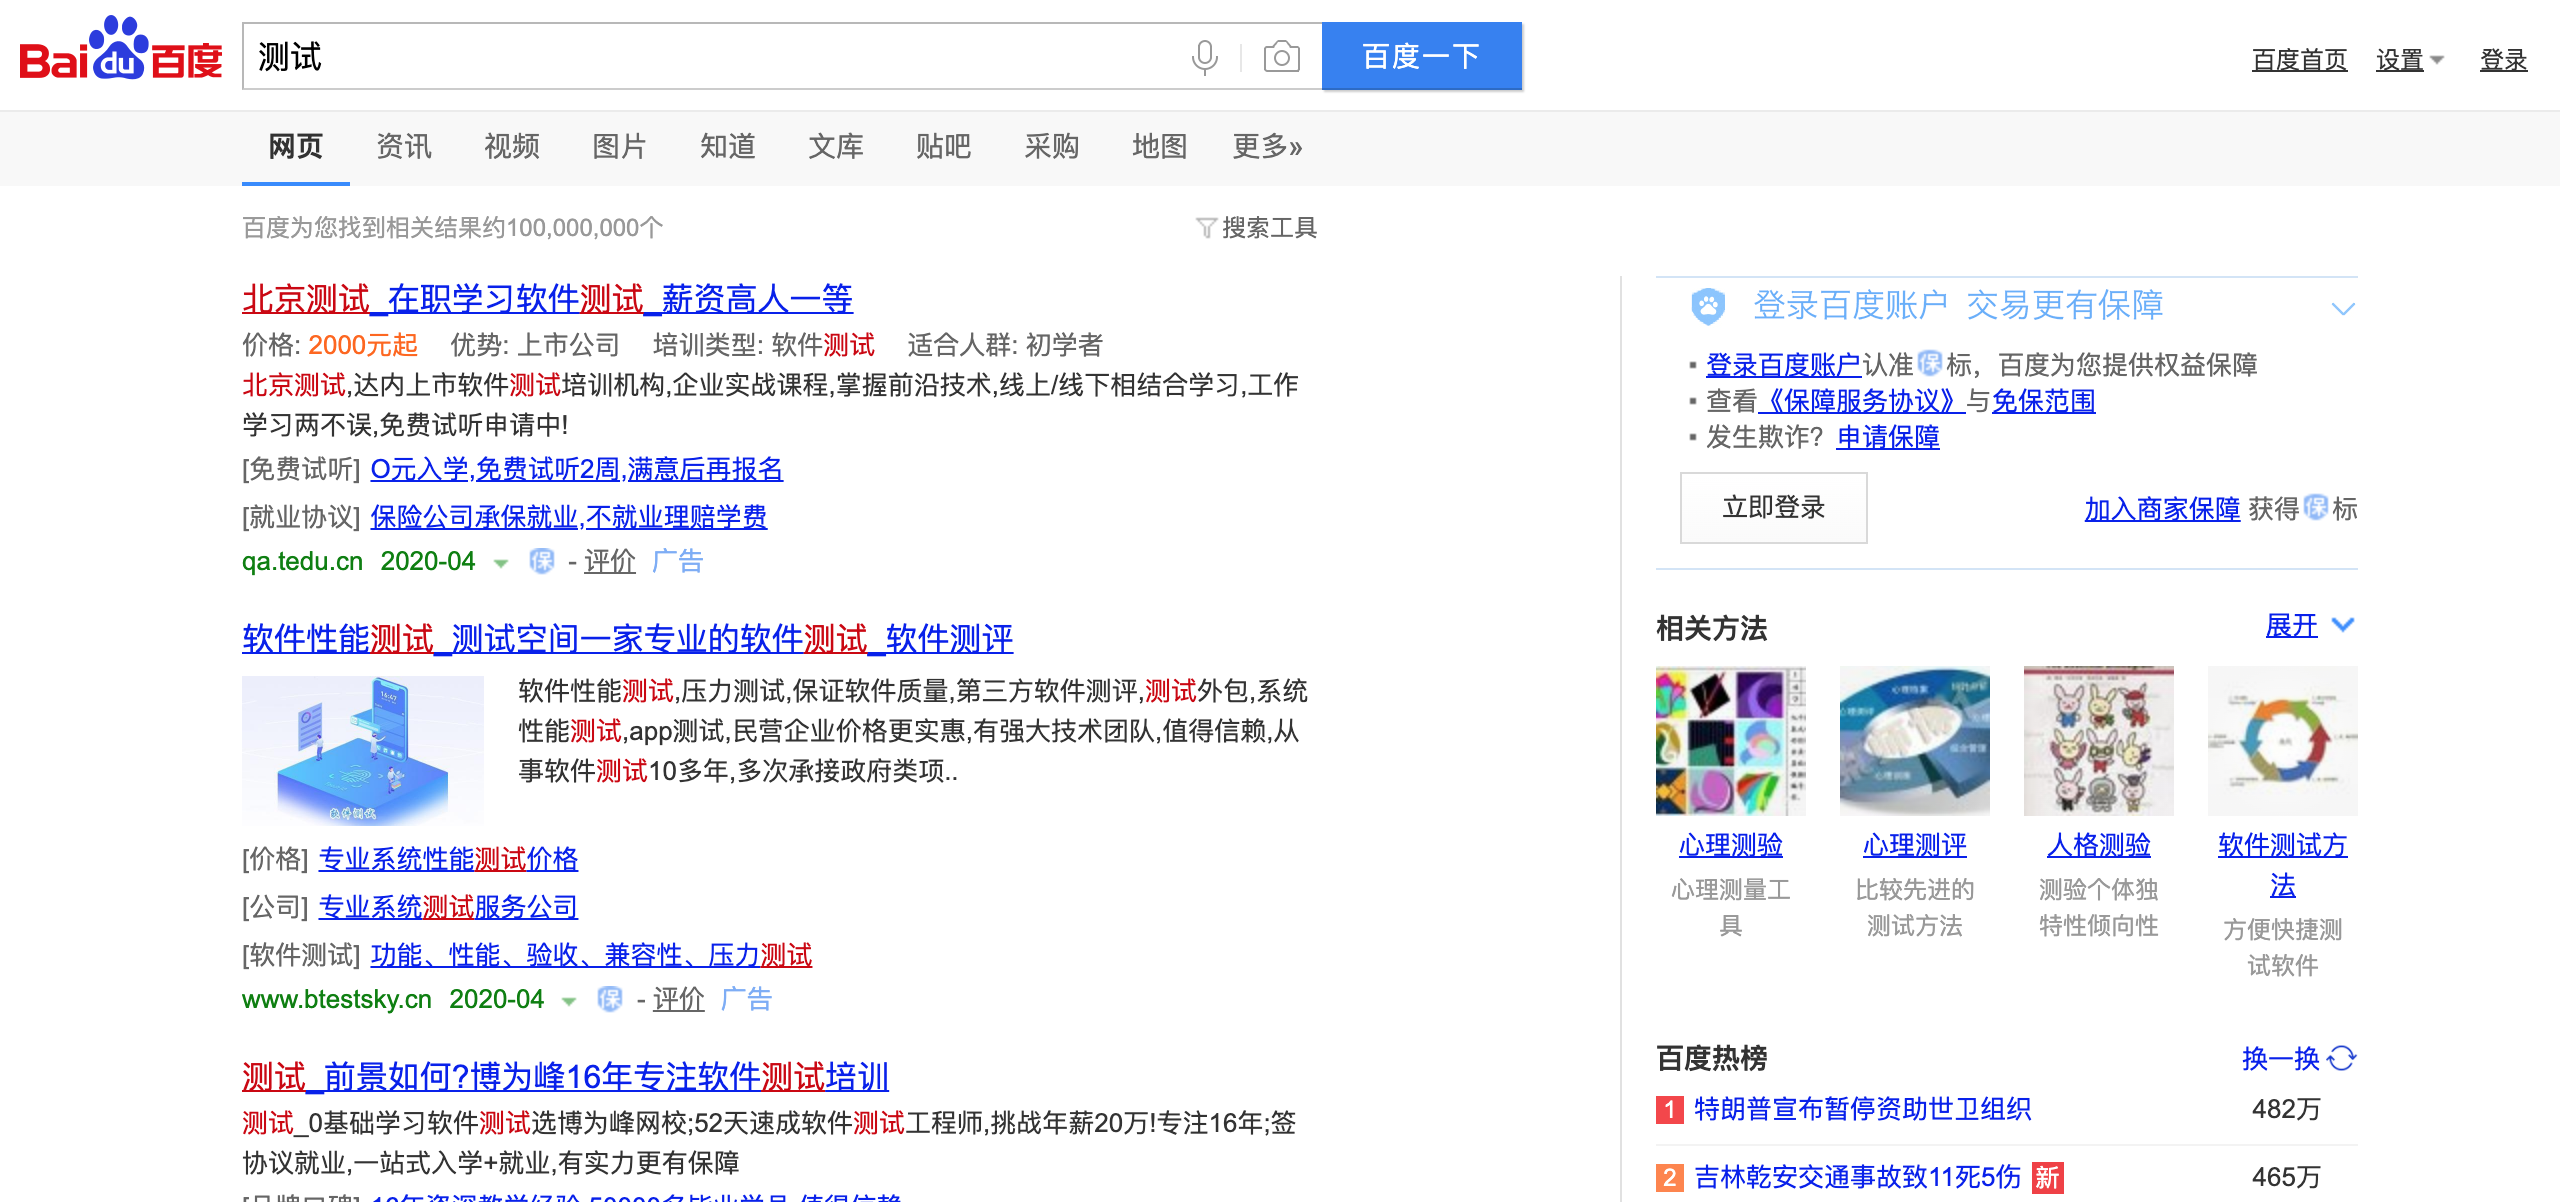 Baidu百度
测试
百度一下
百度首页 设置 登录
网页 资讯 视频 图片 知道 文库 贴吧 采购 地图 更多»
百度为您找到相关结果约100,000,000个
搜索工具
北京测试_在职学习软件测试_薪资高人一等
价格: 2000元起 优势: 上市公司 培训类型: 软件测试 适合人群: 初学者
北京测试,达内上市软件测试培训机构,企业实战课程,掌握前沿技术,线上/线下相结合学习,工作
学习两不误,免费试听申请中!
[免费试听] O元入学,免费试听2周,满意后再报名
[就业协议] 保险公司承保就业,不就业理赔学费
qa.tedu.cn 2020-04 保 - 评价 广告
软件性能测试_测试空间一家专业的软件测试_软件测评
软件测试
软件性能测试,压力测试,保证软件质量,第三方软件测评,测试外包,系统
性能测试,app测试,民营企业价格更实惠,有强大技术团队,值得信赖,从
事软件测试10多年,多次承接政府类项..
[价格] 专业系统性能测试价格
[公司] 专业系统测试服务公司
[软件测试] 功能、性能、验收、兼容性、压力测试
www.btestsky.cn 2020-04 保 - 评价 广告
测试_前景如何?博为峰16年专注软件测试培训
测试_0基础学习软件测试选博为峰网校;52天速成软件测试工程师,挑战年薪20万!专注16年;签
协议就业,一站式入学+就业,有实力更有保障
登录百度账户 交易更有保障
▪ 登录百度账户认准保标，百度为您提供权益保障
▪ 查看《保障服务协议》与免保范围
▪ 发生欺诈？申请保障
立即登录
加入商家保障 获得保标
相关方法
展开
心理测验
心理测量工
具
心理测评
比较先进的
测试方法
人格测验
测验个体独
特性倾向性
软件测试方
法
方便快捷测
试软件
百度热榜
换一换
1 特朗普宣布暂停资助世卫组织 482万
2 吉林乾安交通事故致11死5伤 新 465万